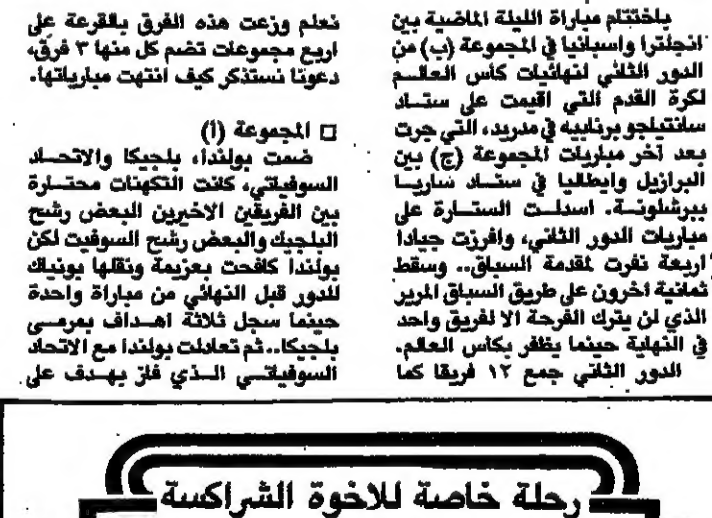 باختتام مباراة الليلة الماضية بين
انجلترا واسبانيا في المجموعة (ب) من
الدور الثاني لنهائيات كأس العالم
لكرة القدم التي اقيمت على ستاد
سانتيلجو برنابيه في مدريد، التي جرت
بعد آخر مباريات المجموعة (ج) بين
البرازيل وايطاليا في ستاد ساريا
ببرشلونة. اسدلت الستارة على
مباريات الدور الثاني، وافرزت جيادا
اربعة نفرت لمقدمة السباق.. وسقط
ثمانية اخرون على طريق السباق المرير
الذي لن يترك الفرحة الا لفريق واحد
في النهاية حينما يظفر بكأس العالم.
الدور الثاني جمع ١٢ فريقا كما
نعلم وزعت هذه الفرق بالقرعة على
اربع مجموعات تضم كل منها ٣ فرق،
دعونا نستذكر كيف انتهت مبارياتها.
□ المجموعة (أ)
ضمت بولندا، بلجيكا والاتحاد
السوفياتي، كانت التكهنات محتارة
بين الفريقين الاخيرين البعض رشح
البلجيك والبعض رشح السوفيت لكن
بولندا كافحت بعزيمة ونقلها بونياك
للدور قبل النهائي من مباراة واحدة
حينما سجل ثلاثة اهداف بمرمى
بلجيكا.. ثم تعادلت بولندا مع الاتحاد
السوفياتي الذي فاز بهدف على
رحلة خاصة للاخوة الشراكسة